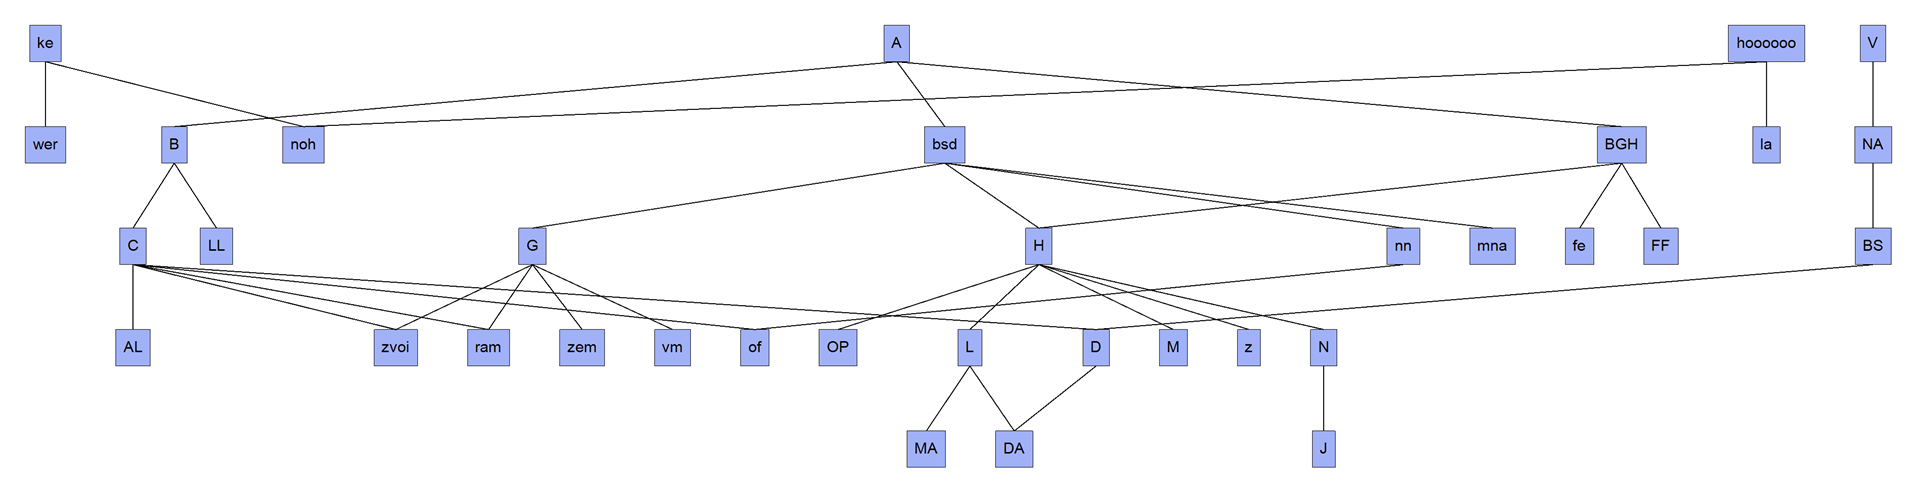 ke
A
hoooooo
V
wer
B
noh
bsd
BGH
la
NA
C
LL
G
H
nn
mna
fe
FF
BS
AL
zvoi
ram
zem
vm
of
OP
L
D
M
z
N
MA
DA
J